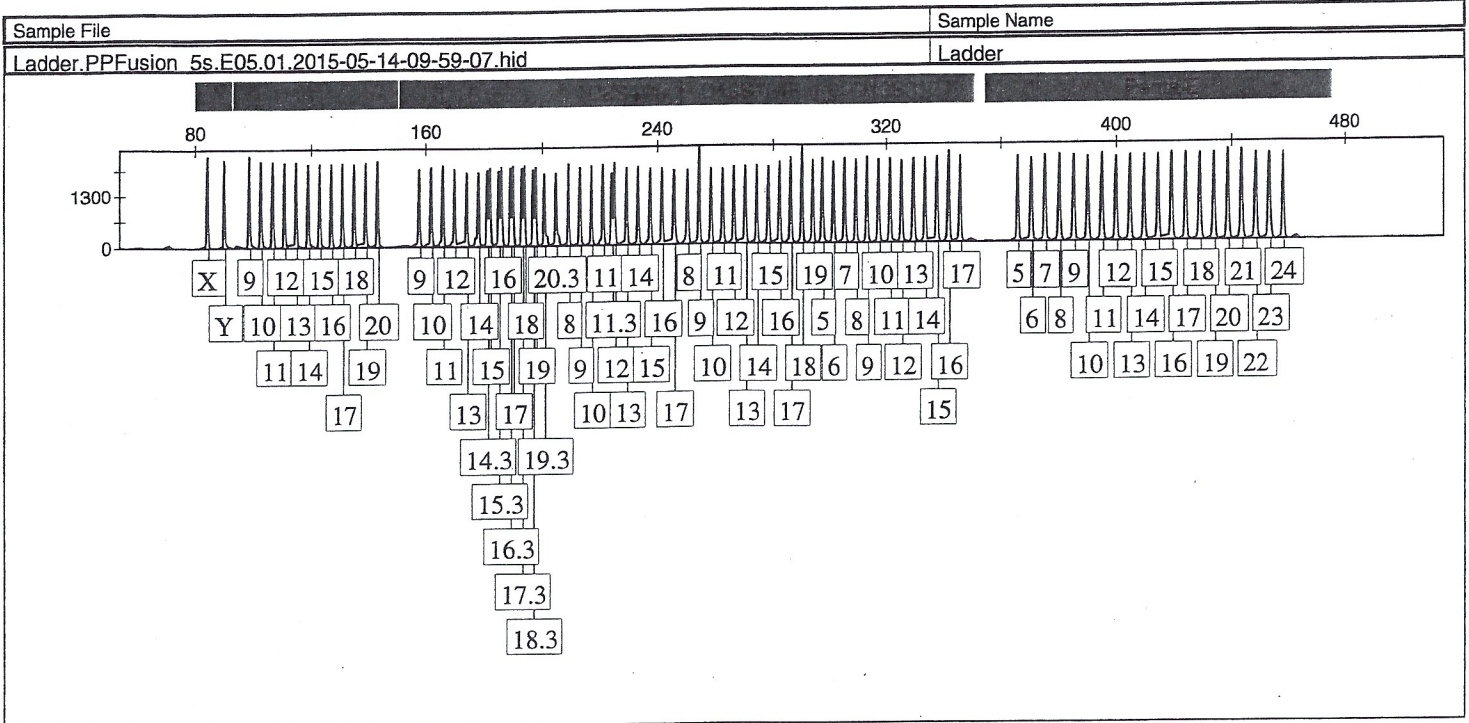 Sample File Sample Name
Ladder.PPFusion_5s.E05.01.2015-05-14-09-59-07.hid Ladder
80 160 240 320 400 480
1300
0
X 9 12 15 18 9 12 16 20.3 11 14 8 11 15 19 7 10 13 17 5 7 9 12 15 18 21 24
Y 10 13 16 20 10 14 18 8 11.3 16 9 12 16 5 8 11 14 6 8 11 14 17 20 23
11 14 19 11 15 19 9 12 15 10 14 18 6 9 12 16 10 13 16 19 22
17 13 17 10 13 17 13 17 15
14.3 19.3
15.3
16.3
17.3
18.3